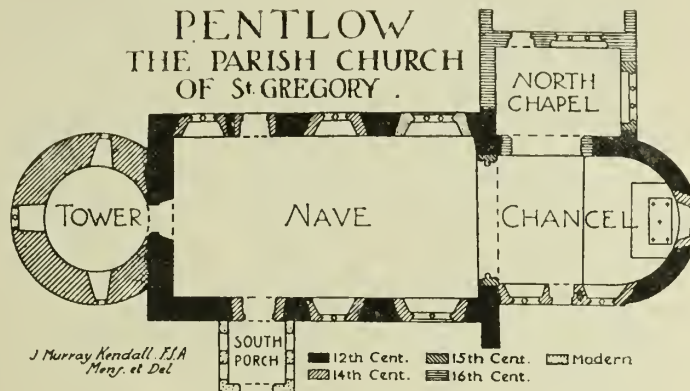 PENTLOW
THE PARISH CHURCH
OF St. GREGORY.
NORTH
CHAPEL
TOWER
NAVE
CHANCEL
SOUTH
PORCH
J. Murray Kendall. F.S.A
Mens. et Del
12th Cent. 15th Cent. Modern
14th Cent. 16th Cent.